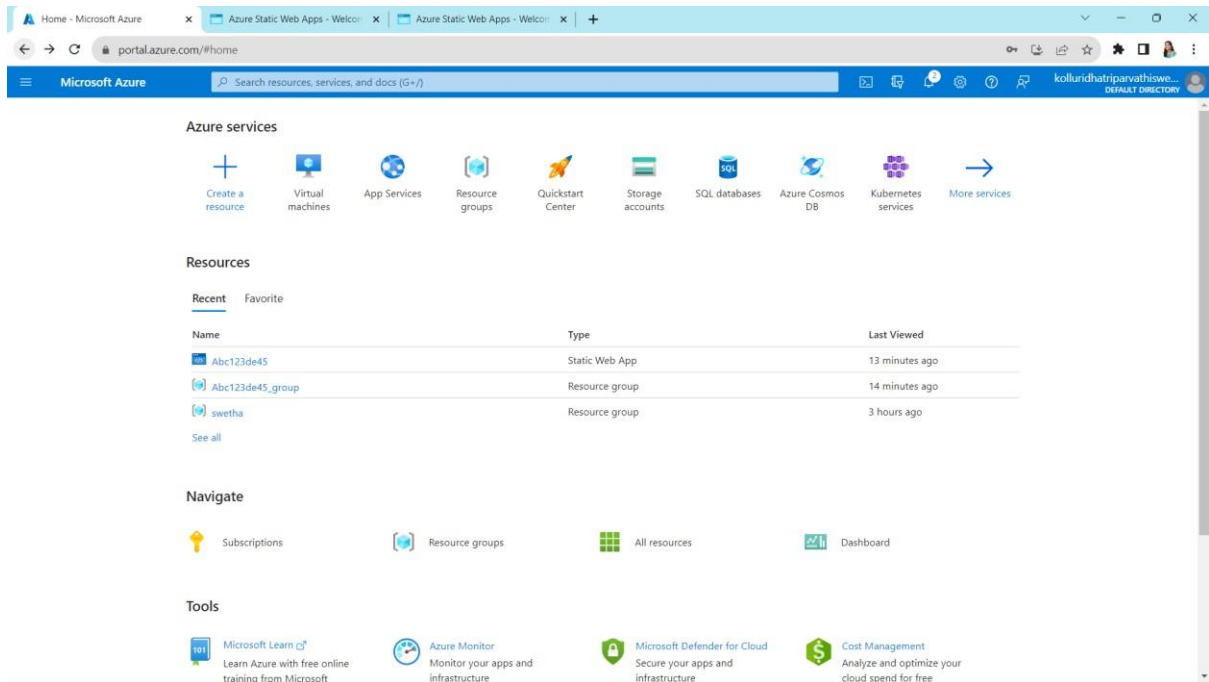 Home - Microsoft Azure
Azure Static Web Apps - Welcom
Azure Static Web Apps - Welcom
portal.azure.com/#home
Microsoft Azure
Search resources, services, and docs (G+/)
2
kolluridhatriparvathiswe...
DEFAULT DIRECTORY
Azure services
Create a resource
Virtual machines
App Services
Resource groups
Quickstart Center
Storage accounts
SQL
SQL databases
Azure Cosmos DB
Kubernetes services
More services
Resources
Recent Favorite
Name Type Last Viewed
Abc123de45 Static Web App 13 minutes ago
Abc123de45_group Resource group 14 minutes ago
swetha Resource group 3 hours ago
See all
Navigate
Subscriptions Resource groups All resources Dashboard
Tools
101
Microsoft Learn
Learn Azure with free online
training from Microsoft
Azure Monitor
Monitor your apps and
infrastructure
Microsoft Defender for Cloud
Secure your apps and
infrastructure
Cost Management
Analyze and optimize your
cloud spend for free